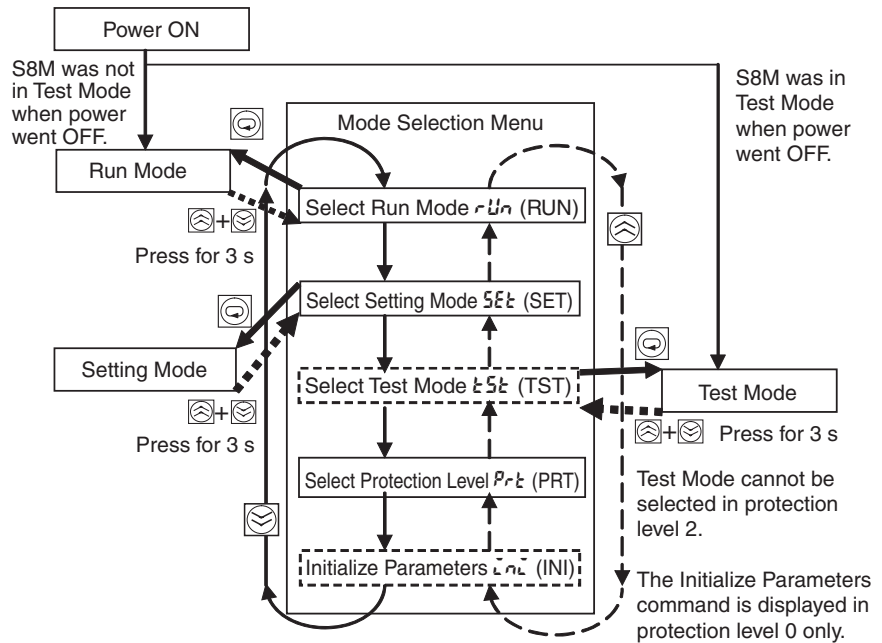 Power ON
S8M was not
in Test Mode
when power
went OFF.
S8M was in
Test Mode
when power
went OFF.
Mode Selection Menu
Run Mode
Select Run Mode rUn (RUN)
+
Press for 3 s
Select Setting Mode SEt (SET)
Setting Mode
Select Test Mode tSt (TST)
Test Mode
+
Press for 3 s
+
Press for 3 s
Select Protection Level Prt (PRT)
Test Mode cannot be
selected in protection
level 2.
Initialize Parameters ini (INI)
The Initialize Parameters
command is displayed in
protection level 0 only.